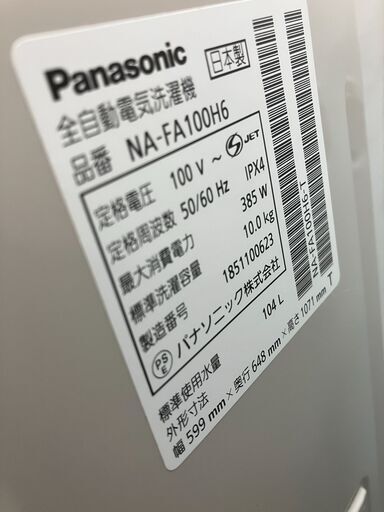 Panasonic
日本製
全自動電気洗濯機
品番 NA-FA100H6
定格電圧 100 V ～ JET
定格周波数 50/60 Hz IPX4
最大消費電力 385 W
標準洗濯容量 10.0 kg
製造番号 1851100623
PSE パナソニック株式会社
標準使用水量 104 L
外形寸法
幅 599 mm × 奥行 648 mm × 高さ 1071 mm T
NA-FA100H6-T